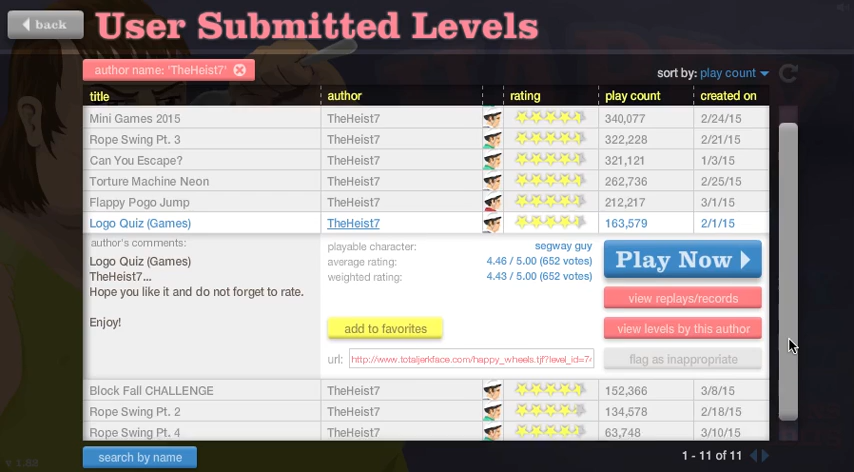 back
User Submitted Levels
author name: 'TheHeist7'
sort by: play count
title author rating play count created on
Mini Games 2015 TheHeist7 340,077 2/24/15
Rope Swing Pt. 3 TheHeist7 322,228 2/21/15
Can You Escape? TheHeist7 321,121 1/3/15
Torture Machine Neon TheHeist7 262,736 2/25/15
Flappy Pogo Jump TheHeist7 212,217 3/1/15
Logo Quiz (Games) TheHeist7 163,579 2/1/15
author's comments:
Logo Quiz (Games)
TheHeist7...
Hope you like it and do not forget to rate.
Enjoy!
playable character: segway guy
average rating: 4.46 / 5.00 (652 votes)
weighted rating: 4.43 / 5.00 (652 votes)
add to favorites
url: http://www.totaljerkface.com/happy_wheels.tjf?level_id=74
Play Now
view replays/records
view levels by this author
flag as inappropriate
Block Fall CHALLENGE TheHeist7 152,366 3/8/15
Rope Swing Pt. 2 TheHeist7 134,578 2/18/15
Rope Swing Pt. 4 TheHeist7 63,748 3/10/15
search by name
1 - 11 of 11
v 1.82